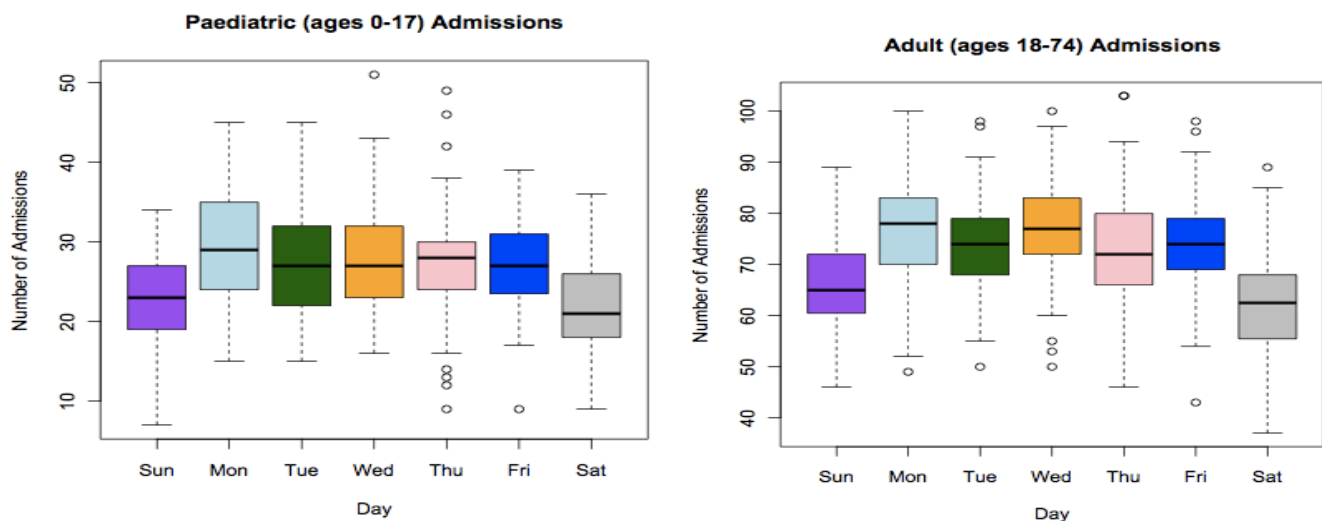 Paediatric (ages 0-17) Admissions
Number of Admissions
50
40
30
20
10
Sun Mon Tue Wed Thu Fri Sat
Day
Adult (ages 18-74) Admissions
Number of Admissions
100
90
80
70
60
50
40
Sun Mon Tue Wed Thu Fri Sat
Day